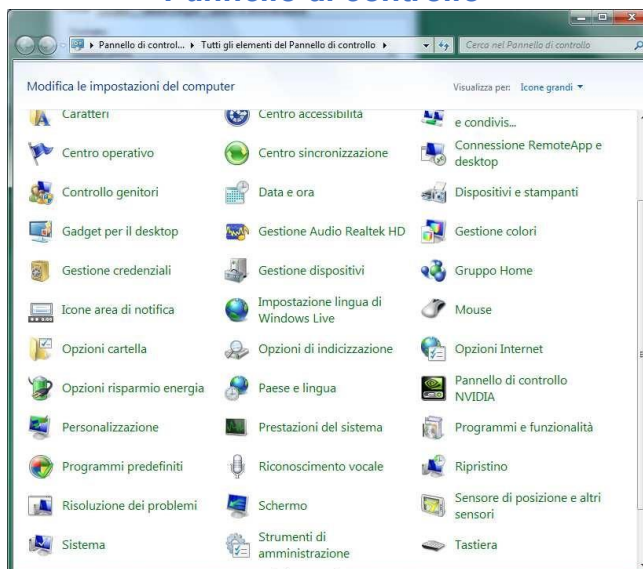 Pannello di controllo
Pannello di control... Tutti gli elementi del Pannello di controllo
Cerca nel Pannello di controllo
Modifica le impostazioni del computer
Visualizza per: Icone grandi
Caratteri
Centro accessibilità
e condivis...
Centro operativo
Centro sincronizzazione
Connessione RemoteApp e
desktop
Controllo genitori
Data e ora
Dispositivi e stampanti
Gadget per il desktop
Gestione Audio Realtek HD
Gestione colori
Gestione credenziali
Gestione dispositivi
Gruppo Home
Icone area di notifica
Impostazione lingua di
Windows Live
Mouse
Opzioni cartella
Opzioni di indicizzazione
Opzioni Internet
Opzioni risparmio energia
Paese e lingua
Pannello di controllo
NVIDIA
Personalizzazione
Prestazioni del sistema
Programmi e funzionalità
Programmi predefiniti
Riconoscimento vocale
Ripristino
Risoluzione dei problemi
Schermo
Sensore di posizione e altri
sensori
Sistema
Strumenti di
amministrazione
Tastiera